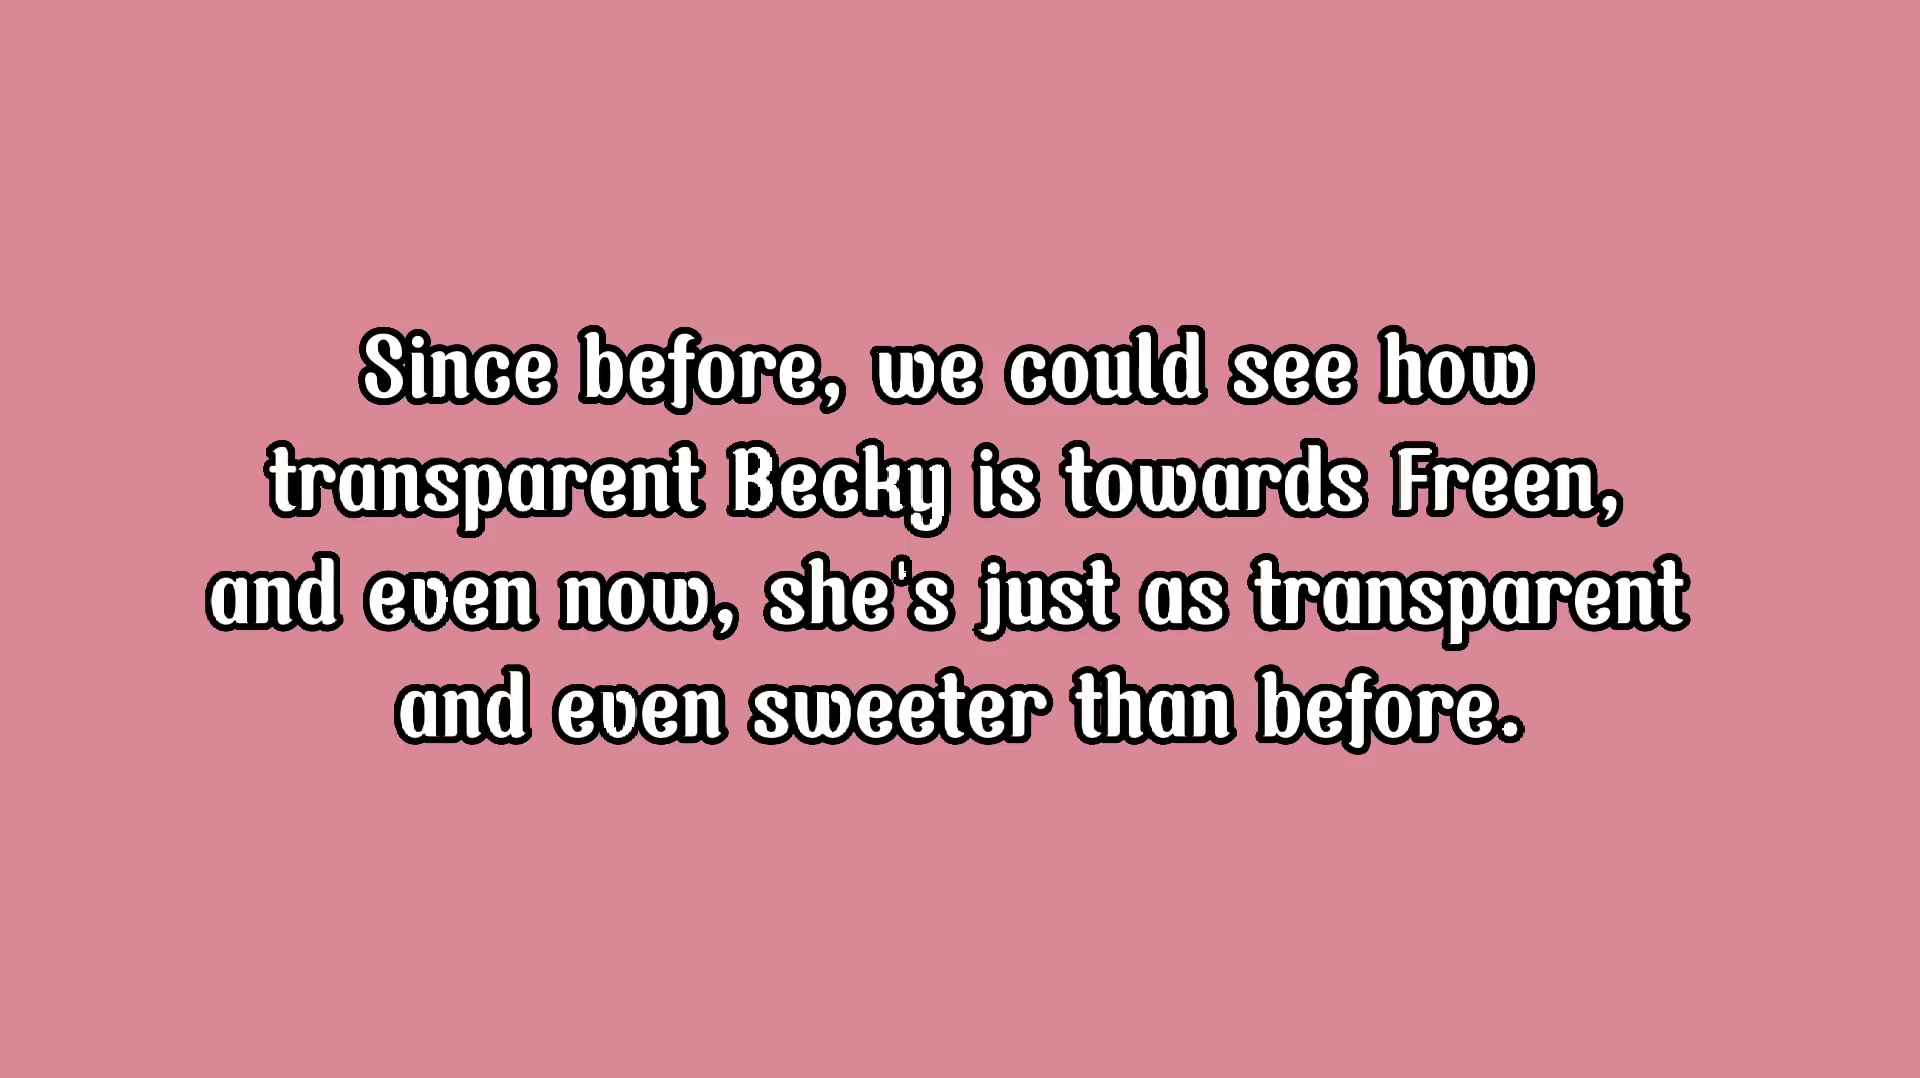 Since before, we could see how
transparent Becky is towards Freen,
and even now, she's just as transparent
and even sweeter than before.